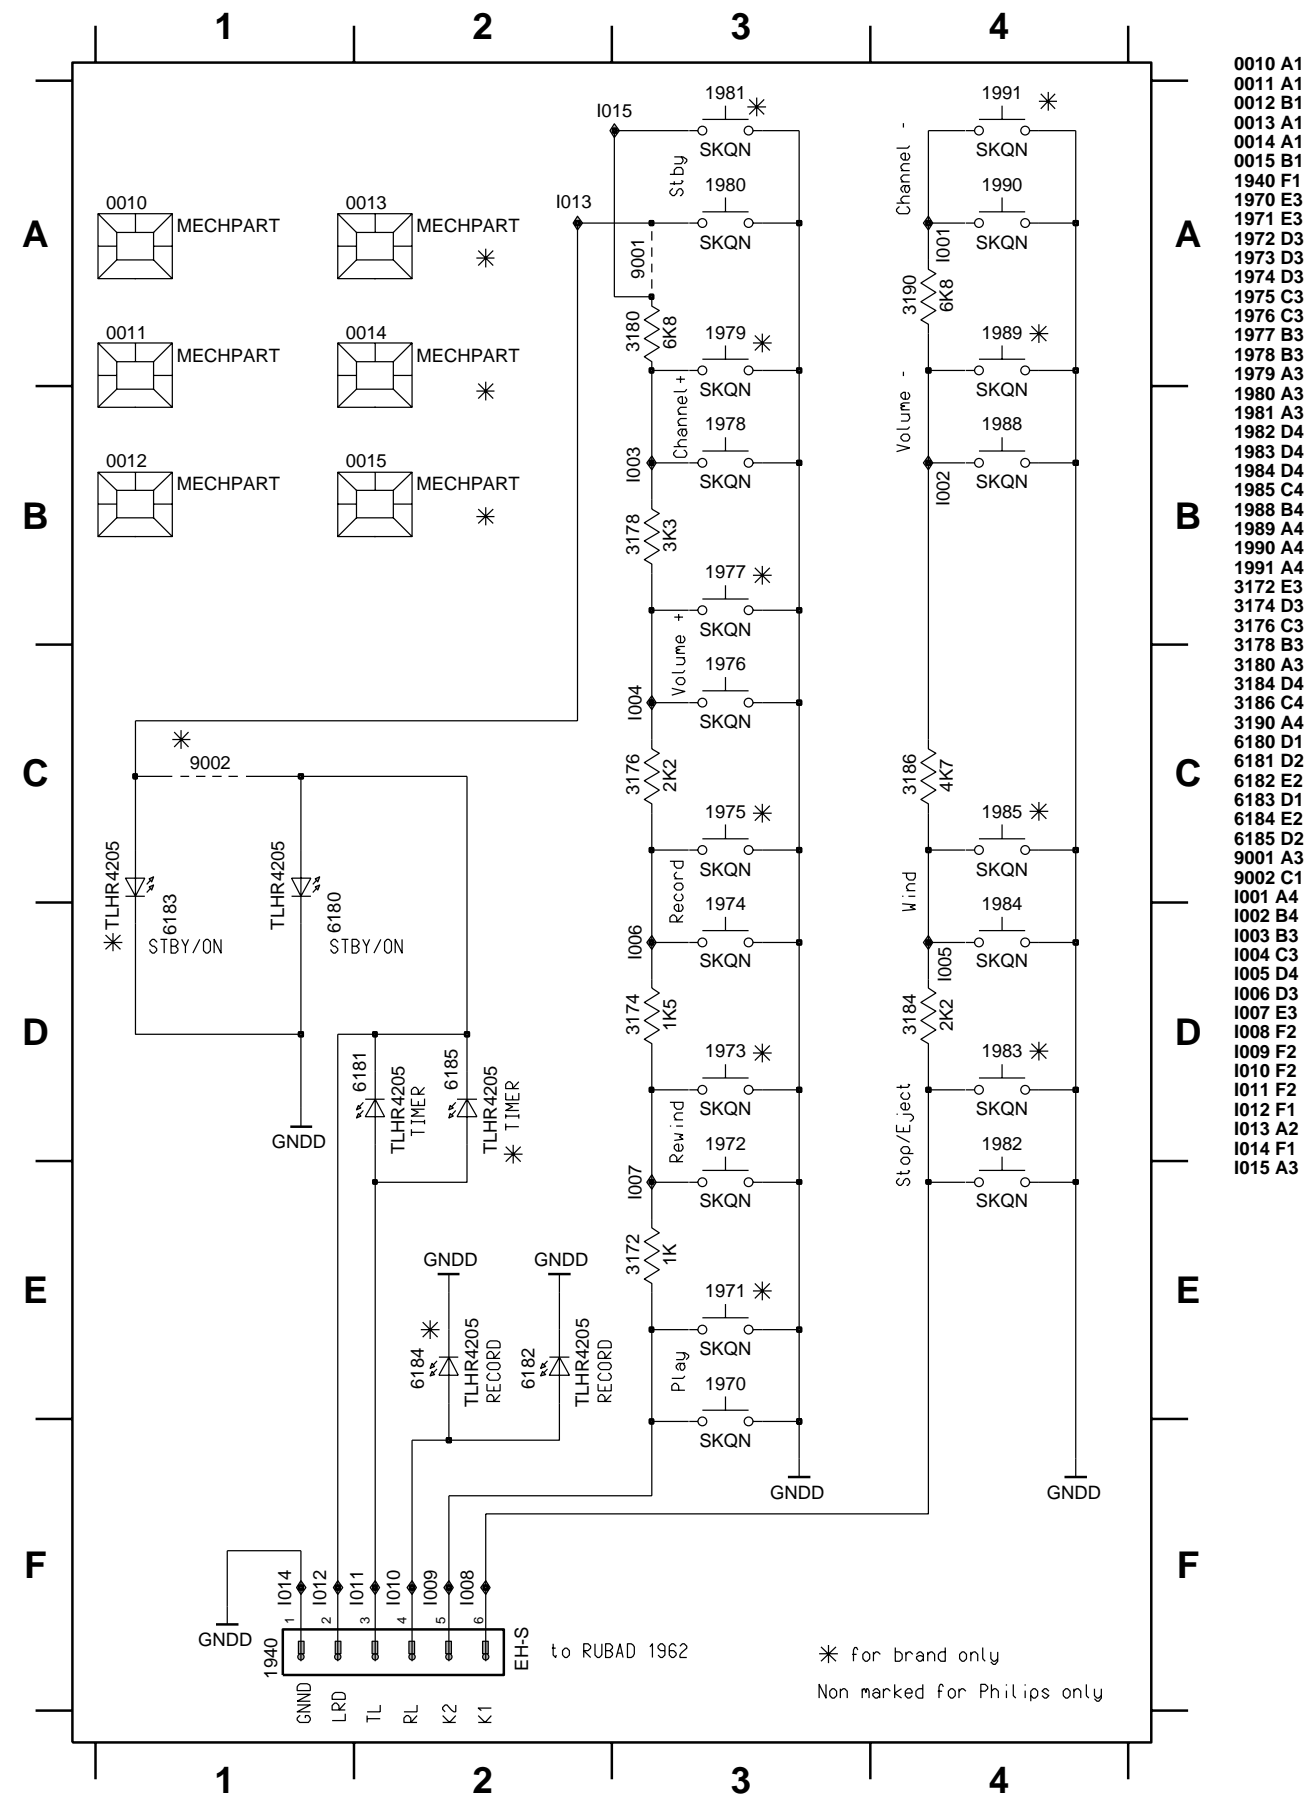 1 2 3 4
A
B
C
D
E
F
A
B
C
D
E
F
0010 MECHPART
0013 MECHPART
0011 MECHPART
0014 MECHPART
0012 MECHPART
0015 MECHPART
I015
I013
1981
SKQN
Stby
1980
SKQN
9001
3180 6K8
1979
SKQN
Channel+
1978
SKQN
I003
3178 3K3
1977
SKQN
Volume +
1976
SKQN
I004
3176 2K2
1975
SKQN
Record
1974
SKQN
I006
3174 1K5
1973
SKQN
Rewind
1972
SKQN
I007
3172 1K
1971
SKQN
Play
1970
SKQN
GNDD
1991
SKQN
Channel -
1990
SKQN
I001
3190 6K8
1989
SKQN
Volume -
1988
SKQN
I002
3186 4K7
1985
SKQN
Wind
1984
SKQN
I005
3184 2K2
1983
SKQN
Stop/Eject
1982
SKQN
GNDD
9002
TLHR4205
6183
STBY/ON
TLHR4205
6180
STBY/ON
GNDD
6181
TLHR4205
TIMER
6185
TLHR4205
TIMER
GNDD
6184
TLHR4205
RECORD
GNDD
6182
TLHR4205
RECORD
GNDD
I014 I012 I011 I010 I009 I008
1 2 3 4 5 6
1940
EH-S
to RUBAD 1962
GNND LRD TL RL K2 K1
for brand only
Non marked for Philips only
1 2 3 4
0010 A1
0011 A1
0012 B1
0013 A1
0014 A1
0015 B1
1940 F1
1970 E3
1971 E3
1972 D3
1973 D3
1974 D3
1975 C3
1976 C3
1977 B3
1978 B3
1979 A3
1980 A3
1981 A3
1982 D4
1983 D4
1984 D4
1985 C4
1988 B4
1989 A4
1990 A4
1991 A4
3172 E3
3174 D3
3176 C3
3178 B3
3180 A3
3184 D4
3186 C4
3190 A4
6180 D1
6181 D2
6182 E2
6183 D1
6184 E2
6185 D2
9001 A3
9002 C1
I001 A4
I002 B4
I003 B3
I004 C3
I005 D4
I006 D3
I007 E3
I008 F2
I009 F2
I010 F2
I011 F2
I012 F1
I013 A2
I014 F1
I015 A3